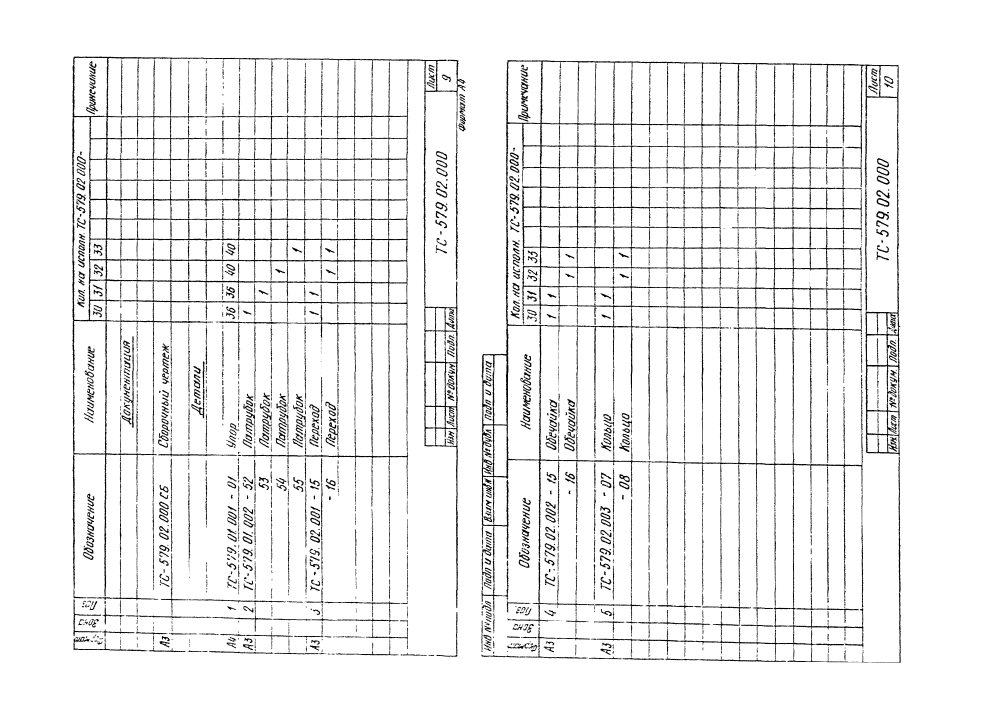 Формат Зона Поз Обозначение Наименование Кол. на исполн. ТС-579.02.000- Примечание
30 31 32 33
Документация
А3 ТС-579.02.000 СБ Сборочный чертеж
Детали
А4 1 ТС-579.01.001 - 01 Упор 36 36 40 40
А3 2 ТС-579.01.002 - 52 Патрубок 1
53 Патрубок 1
54 Патрубок 1
55 Патрубок 1
А3 3 ТС-579.02.001 - 15 Переход 1 1
- 16 Переход 1 1
Изм Лист № докум Подп. Дата
ТС-579.02.000
Лист
9
Формат А4
Инв № подл Подп и дата Взам инв № Инв № дубл Подп и дата
Формат Зона Поз Обозначение Наименование Кол. на исполн. ТС-579.02.000- Примечание
30 31 32 33
А3 4 ТС-579.02.002 - 15 Обечайка 1 1
- 16 Обечайка 1 1
А3 5 ТС-579.02.003 - 07 Кольцо 1 1
- 08 Кольцо 1 1
Изм Лист № докум. Подп. Дата
ТС-579.02.000
Лист
10